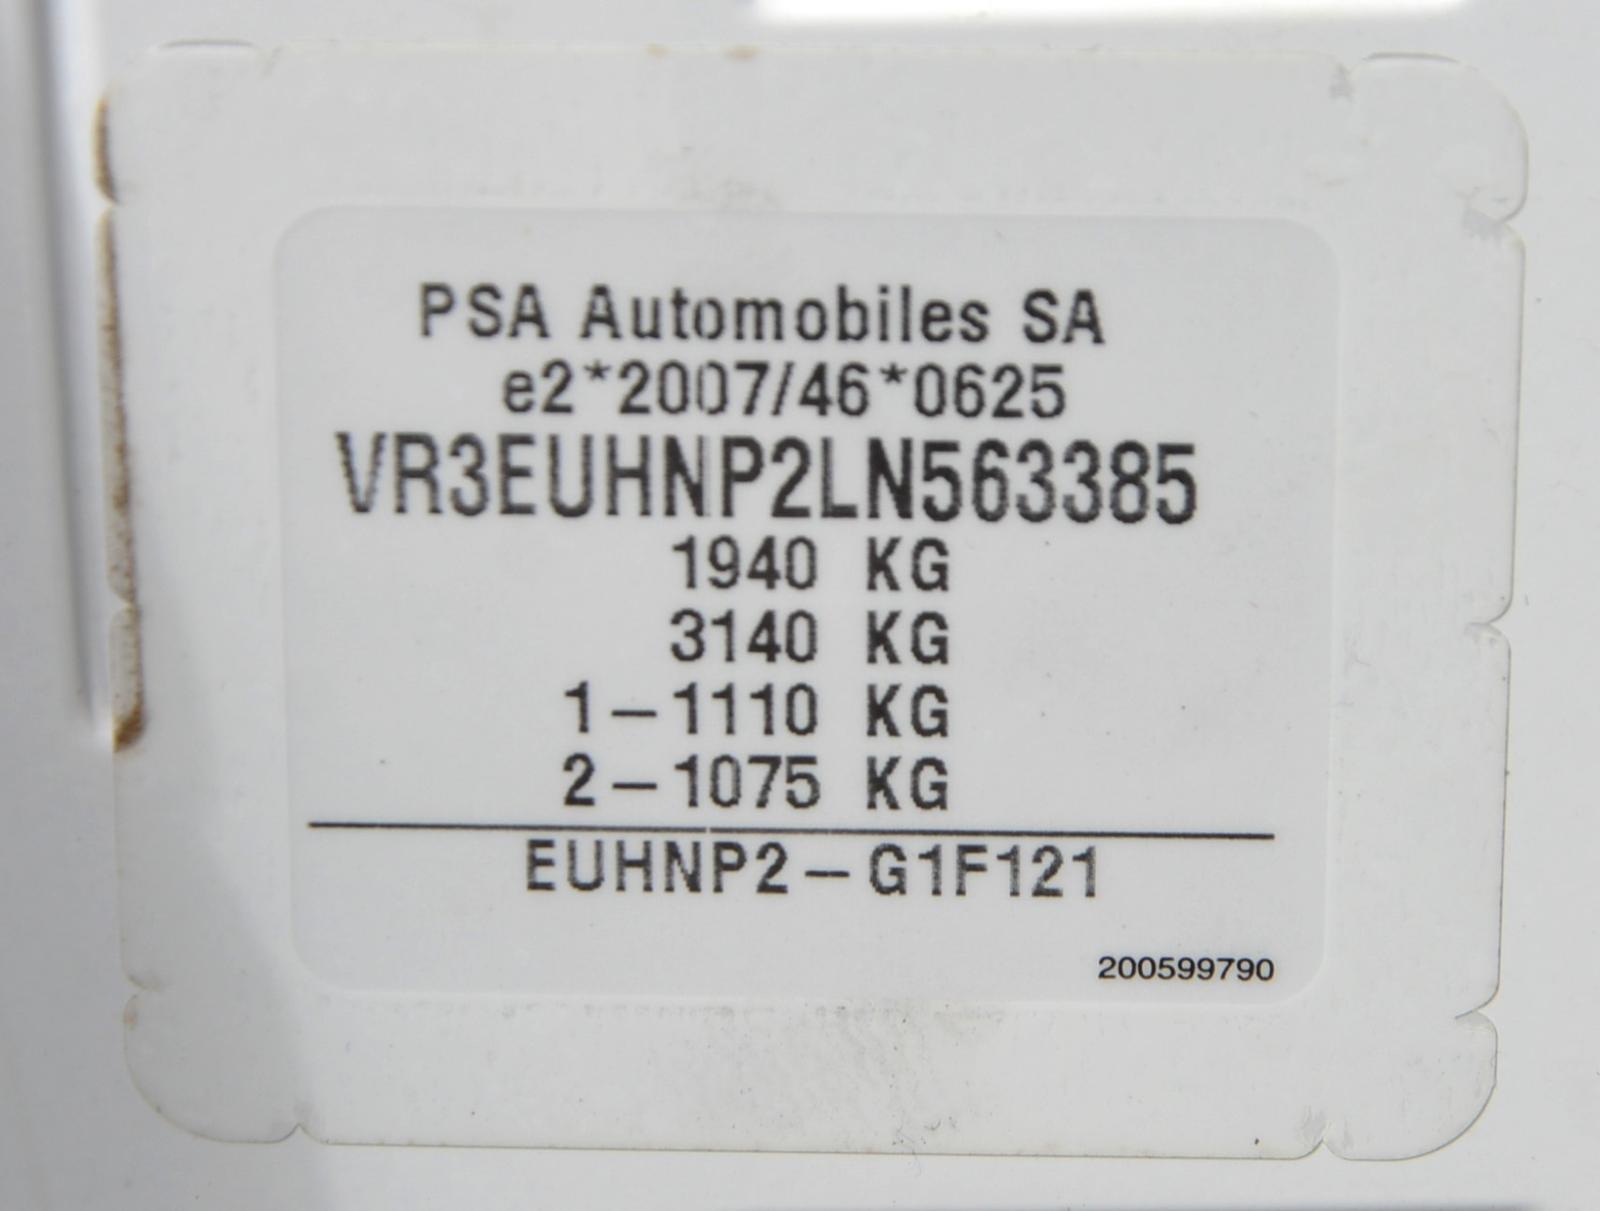 PSA Automobiles SA
e2*2007/46*0625
VR3EUHNP2LN563385
1940 KG
3140 KG
1-1110 KG
2-1075 KG
EUHNP2-G1F121
200599790